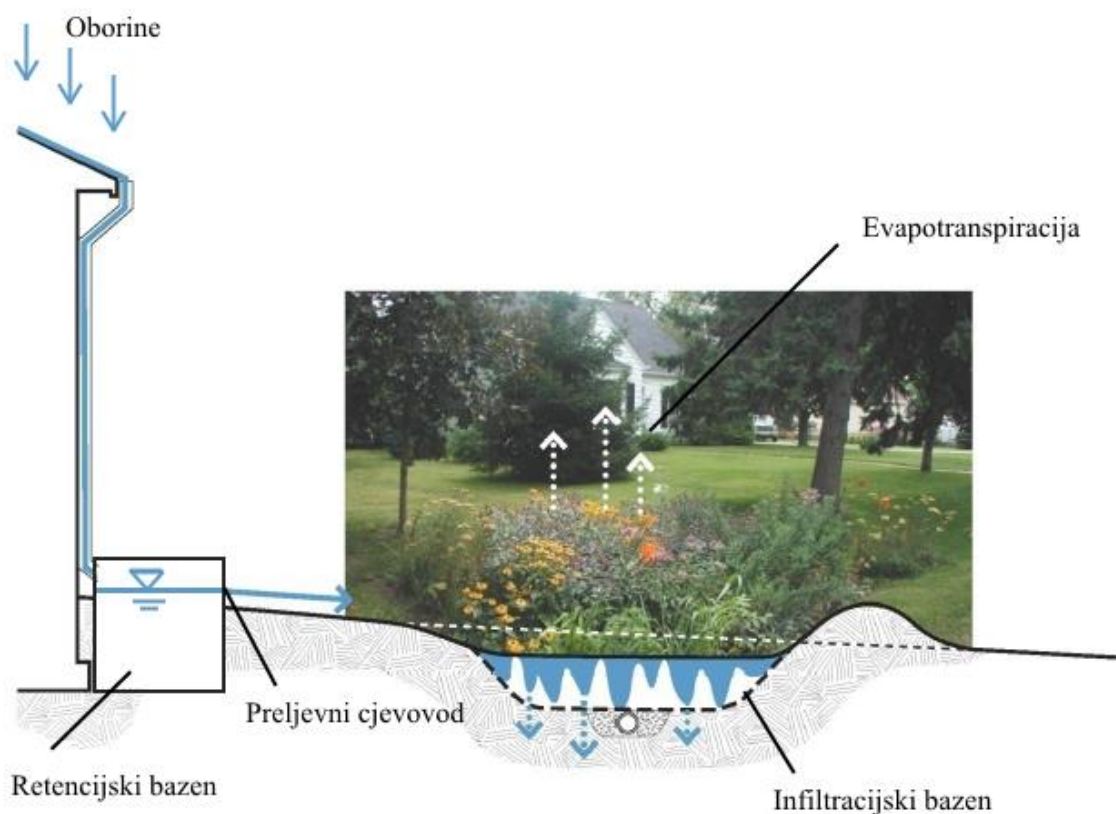 Oborine
Evapotranspiracija
Preljevni cjevovod
Retencijski bazen
Infiltracijski bazen